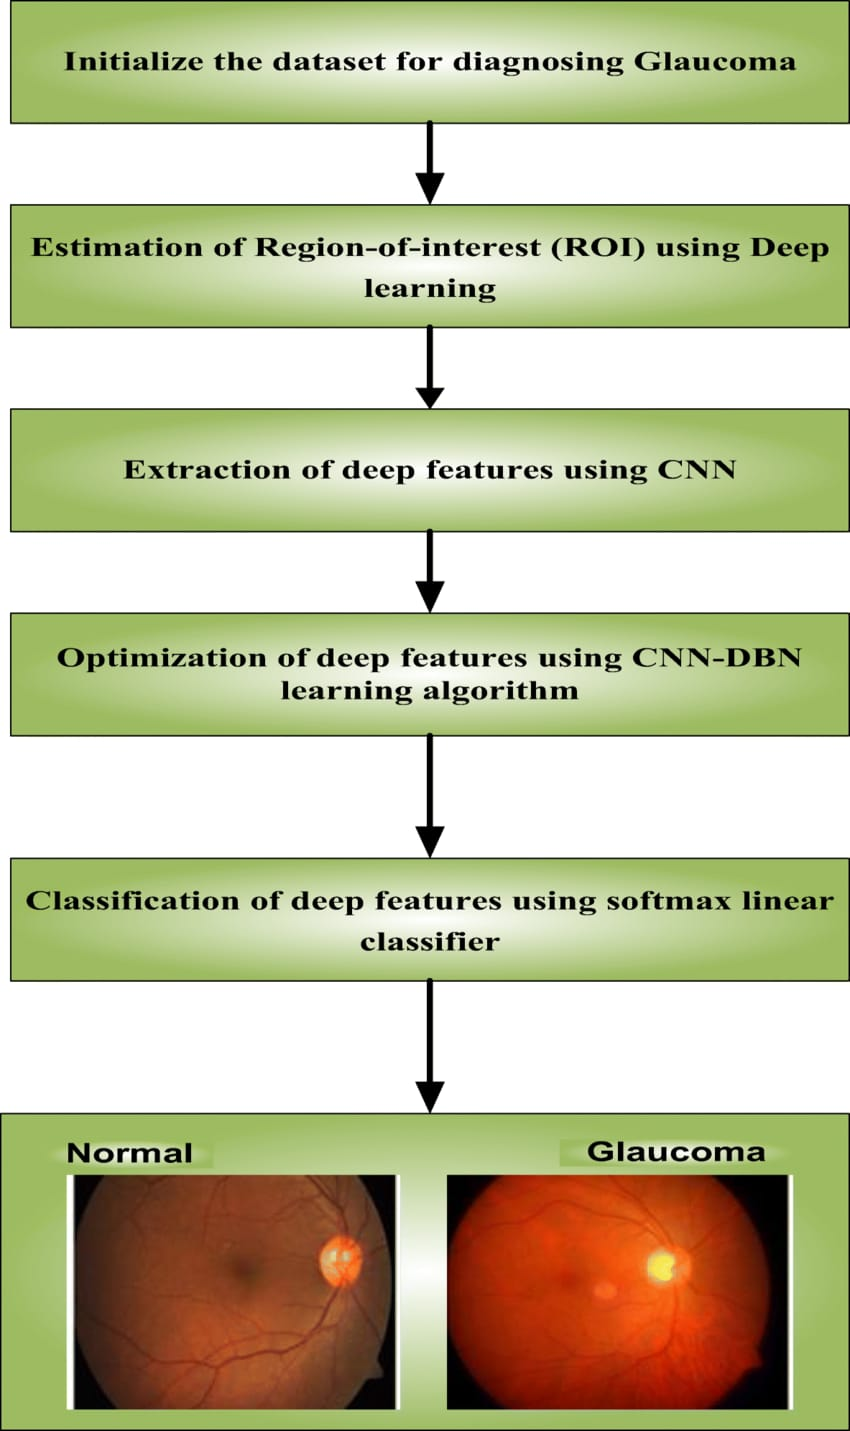 Initialize the dataset for diagnosing Glaucoma
Estimation of Region-of-interest (ROI) using Deep
learning
Extraction of deep features using CNN
Optimization of deep features using CNN-DBN
learning algorithm
Classification of deep features using softmax linear
classifier
Normal
Glaucoma